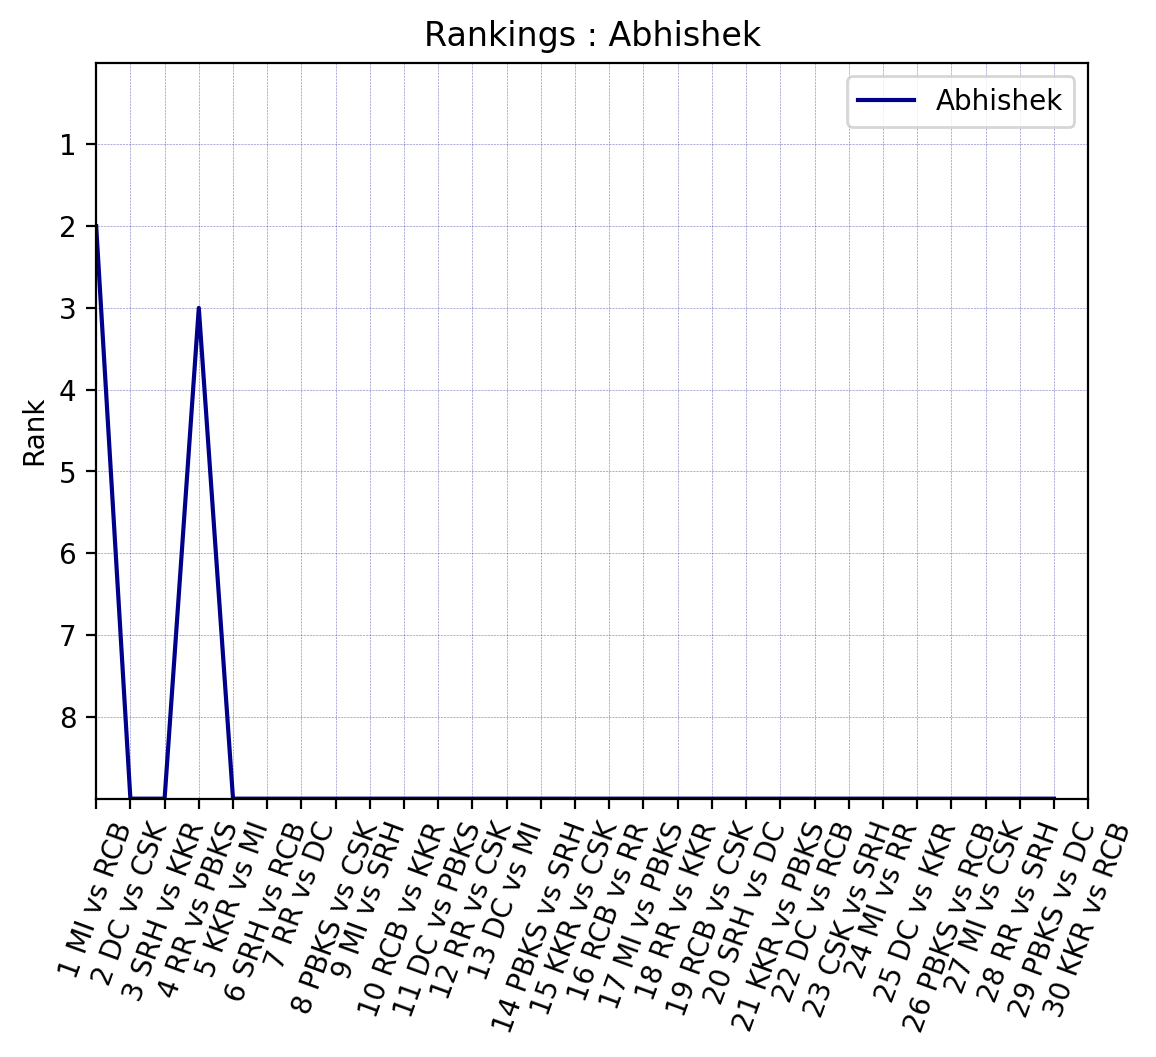 Rankings : Abhishek
Abhishek
Rank
1
2
3
4
5
6
7
8
1 MI vs RCB
2 DC vs CSK
3 SRH vs KKR
4 RR vs PBKS
5 KKR vs MI
6 SRH vs RCB
7 RR vs DC
8 PBKS vs CSK
9 MI vs SRH
10 RCB vs KKR
11 DC vs PBKS
12 RR vs CSK
13 DC vs MI
14 PBKS vs SRH
15 KKR vs CSK
16 RCB vs RR
17 MI vs PBKS
18 RR vs KKR
19 RCB vs CSK
20 SRH vs DC
21 KKR vs PBKS
22 DC vs RCB
23 CSK vs SRH
24 MI vs RR
25 DC vs KKR
26 PBKS vs RCB
27 MI vs CSK
28 RR vs SRH
29 PBKS vs DC
30 KKR vs RCB